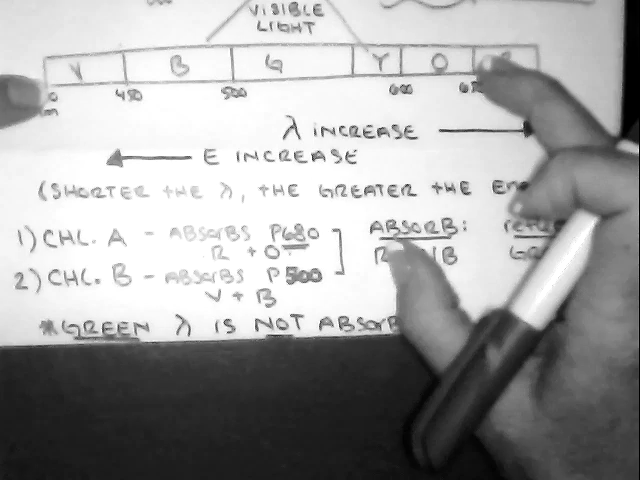 VISIBLE
LIGHT
V B G Y O
450 500 600
λ INCREASE
E INCREASE
(SHORTER THE λ, THE GREATER THE
1) CHL. A - ABSORBS P680 ABSORB:
R + O
2) CHL. B - ABSORBS P500
V + B
*GREEN λ IS NOT